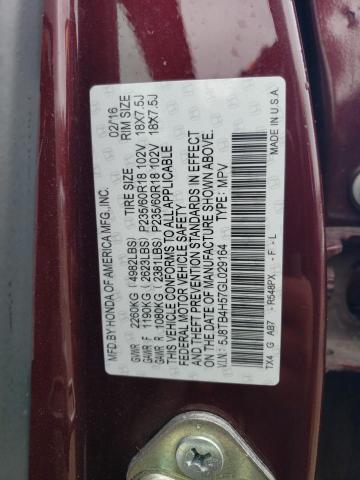 MFD BY HONDA OF AMERICA MFG., INC. 02/16
TIRE SIZE RIM SIZE
GVWR 2260KG (4982LBS)
GAWR F 1190KG (2623LBS) P235/60R18 102V 18X7.5J
GAWR R 1080KG (2381LBS) P235/60R18 102V 18X7.5J
THIS VEHICLE CONFORMS TO ALL APPLICABLE
FEDERAL MOTOR VEHICLE SAFETY
AND THEFT PREVENTION STANDARDS IN EFFECT
ON THE DATE OF MANUFACTURE SHOWN ABOVE.
V.I.N.: 5J8TB4H57GL029164 TYPE: MPV
TX4 G AB7 - R548PX - F - L MADE IN U.S.A.